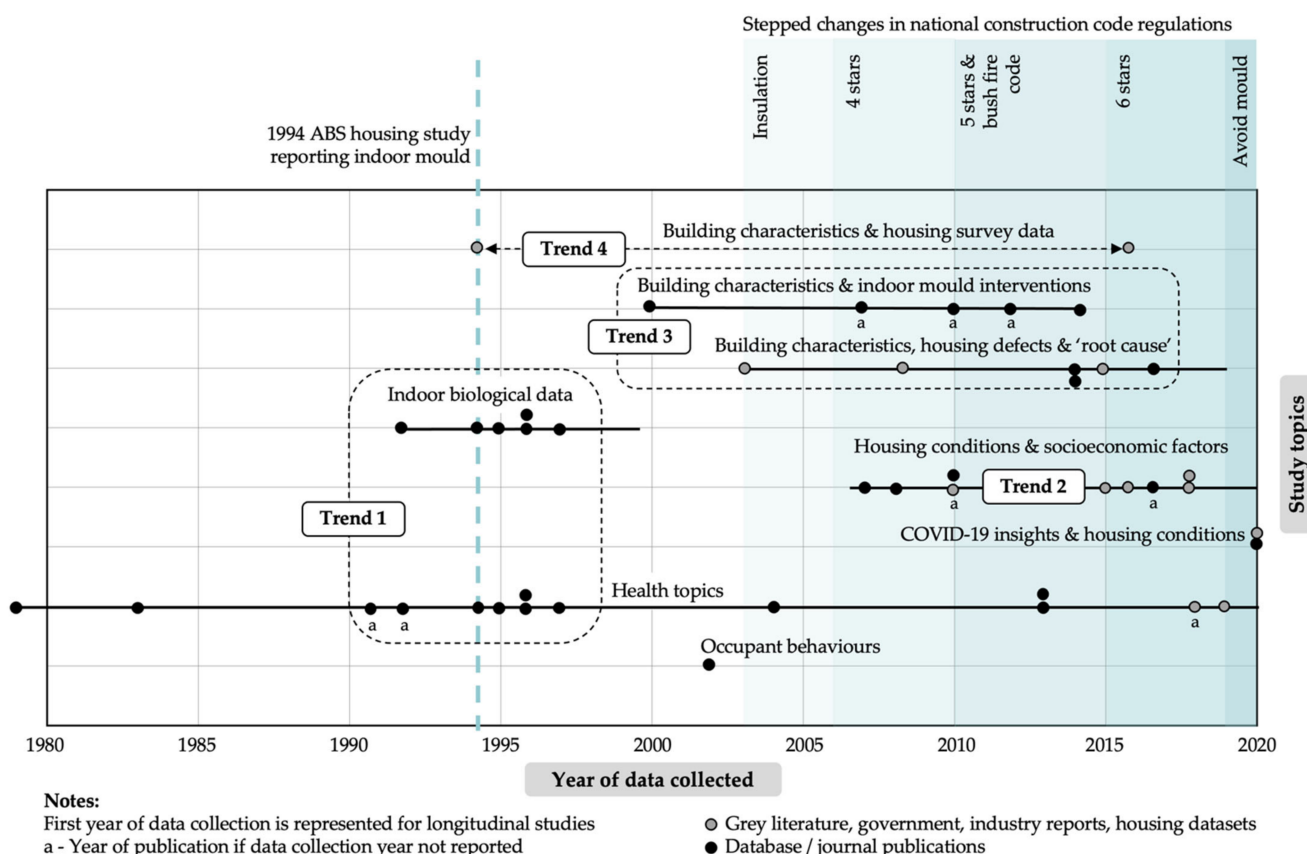 Stepped changes in national construction code regulations
Insulation
4 stars
5 stars &
bush fire
code
6 stars
Avoid mould
1994 ABS housing study
reporting indoor mould
Building characteristics & housing survey data
Trend 4
Building characteristics & indoor mould interventions
a
a
a
Trend 3
Building characteristics, housing defects & 'root cause'
Indoor biological data
Housing conditions & socioeconomic factors
Trend 2
a
a
Trend 1
COVID-19 insights & housing conditions
Health topics
a
a
a
Occupant behaviours
Study topics
1980
1985
1990
1995
2000
2005
2010
2015
2020
Year of data collected
Notes:
First year of data collection is represented for longitudinal studies
a - Year of publication if data collection year not reported
Grey literature, government, industry reports, housing datasets
Database / journal publications